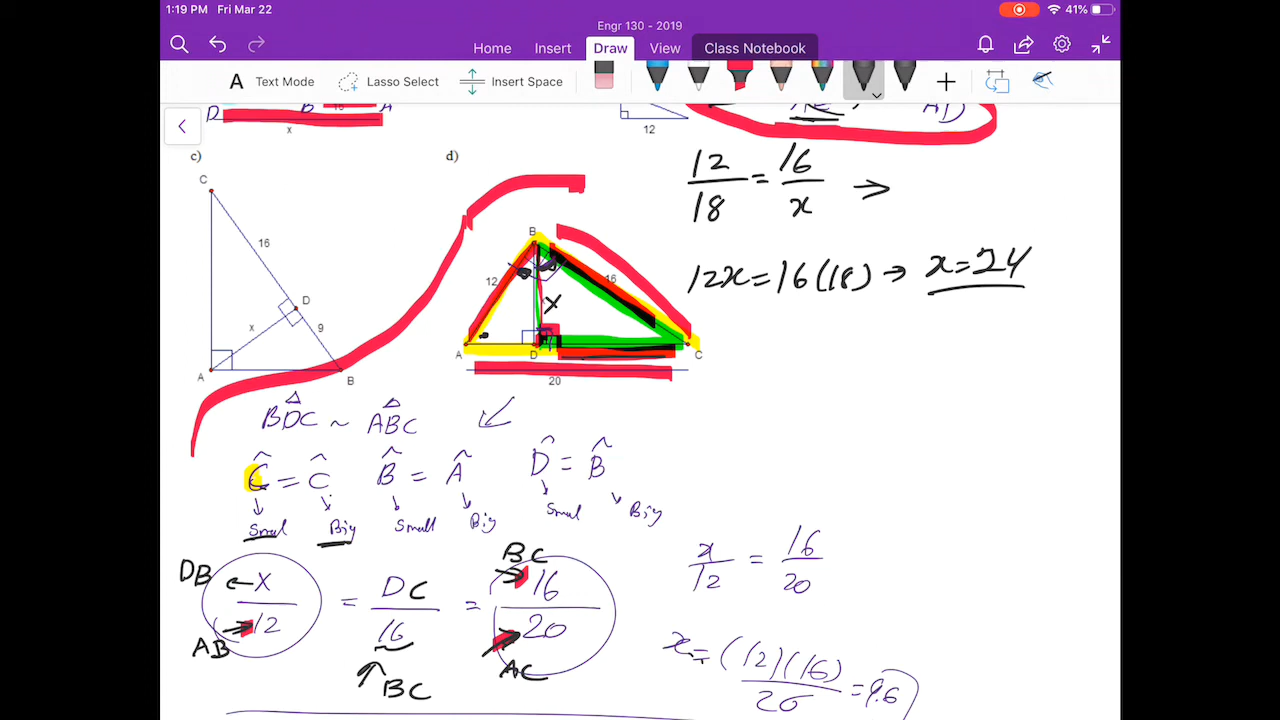 1:19 PM Fri Mar 22
41%
Engr 130 - 2019
Home Insert Draw View Class Notebook
A Text Mode Lasso Select Insert Space
D B 15 A
x
12
AD
c) d)
C
16
D
x
9
A
B
B
12
16
X
A
D
C
20
12/18 = 16/x →
12x = 16(18) → x = 24
BDC ~ ABC
Ĉ = Ĉ B̂ = Â D̂ = B̂
Small Big Small Big Small Big
DB ← X/12 = DC/16 = 16/20
AB
BC
BC
AC
x/12 = 16/20
x = (12)(16)/20 = 9.6